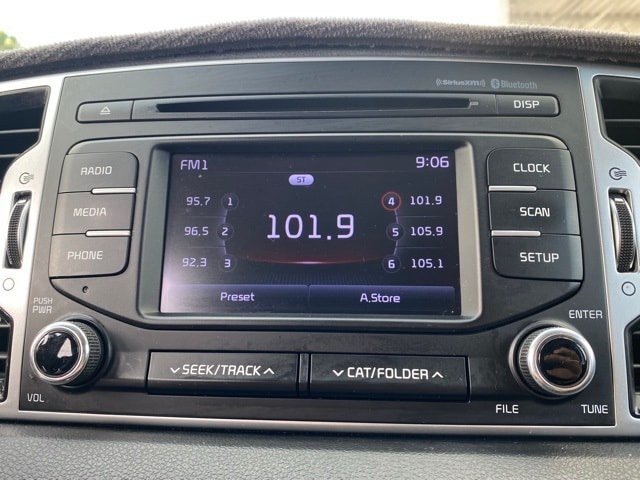 ((SiriusXM)) Bluetooth
DISP
RADIO
MEDIA
PHONE
FM1 9:06
ST
95.7 1
96.5 2
92.3 3
101.9
4 101.9
5 105.9
6 105.1
Preset A.Store
CLOCK
SCAN
SETUP
PUSH
PWR
VOL
SEEK/TRACK
CAT/FOLDER
ENTER
FILE TUNE